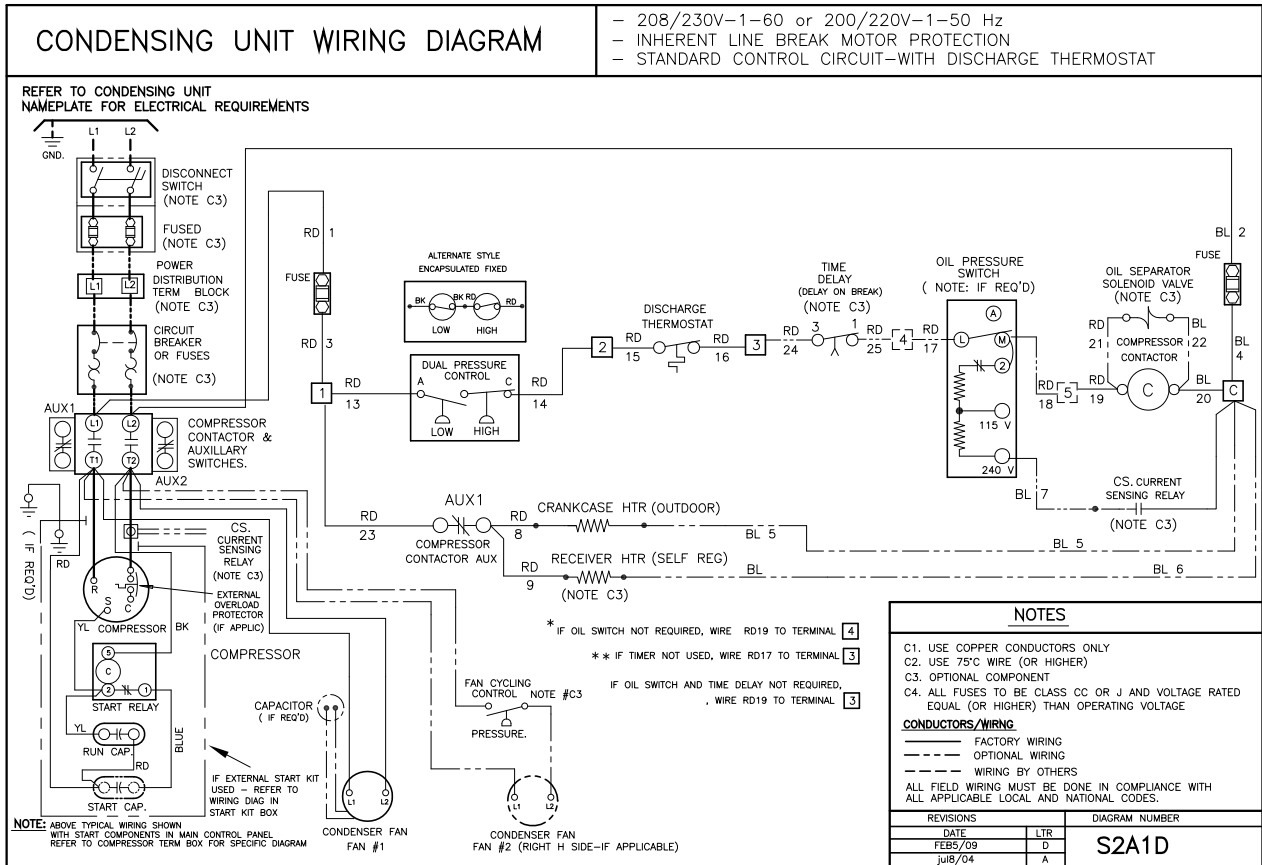 CONDENSING UNIT WIRING DIAGRAM
– 208/230V–1–60 or 200/220V–1–50 Hz
– INHERENT LINE BREAK MOTOR PROTECTION
– STANDARD CONTROL CIRCUIT–WITH DISCHARGE THERMOSTAT
REFER TO CONDENSING UNIT
NAMEPLATE FOR ELECTRICAL REQUIREMENTS
L1 L2
GND.
DISCONNECT
SWITCH
(NOTE C3)
FUSED
(NOTE C3)
POWER
DISTRIBUTION
TERM BLOCK
(NOTE C3)
L1 L2
CIRCUIT
BREAKER
OR FUSES
(NOTE C3)
AUX1
L1 L2
T1 T2
COMPRESSOR
CONTACTOR &
AUXILLARY
SWITCHES.
AUX2
RD 1
FUSE
RD 3
1
RD
13
ALTERNATE STYLE
ENCAPSULATED FIXED
BK BK RD RD
LOW HIGH
DUAL PRESSURE
CONTROL
A C
LOW HIGH
RD
14
2
RD
15
DISCHARGE
THERMOSTAT
RD
16
3
RD
24
TIME
DELAY
(DELAY ON BREAK)
(NOTE C3)
3 1
RD
25
4
RD
17
OIL PRESSURE
SWITCH
( NOTE: IF REQ'D)
A
L M
2
115 V
240 V
RD
18
5
RD
19
OIL SEPARATOR
SOLENOID VALVE
(NOTE C3)
RD
21
BL
22
COMPRESSOR
CONTACTOR
C
BL
20
BL 2
FUSE
BL
4
C
BL 7
CS. CURRENT
SENSING RELAY
(NOTE C3)
RD
23
AUX1
COMPRESSOR
CONTACTOR AUX
RD
8
CRANKCASE HTR (OUTDOOR)
BL 5
BL 5
RD
9
RECEIVER HTR (SELF REG)
(NOTE C3)
BL
BL 6
( IF REQ'D)
RD
CS.
CURRENT
SENSING
RELAY
(NOTE C3)
EXTERNAL
OVERLOAD
PROTECTOR
(IF APPLIC)
R
S
C
YL
COMPRESSOR
BK
COMPRESSOR
5
C
2 1
START RELAY
YL
RUN CAP.
RD
BLUE
START CAP.
IF EXTERNAL START KIT
USED – REFER TO
WIRING DIAG IN
START KIT BOX
NOTE: ABOVE TYPICAL WIRING SHOWN
WITH START COMPONENTS IN MAIN CONTROL PANEL
REFER TO COMPRESSOR TERM BOX FOR SPECIFIC DIAGRAM
CAPACITOR
( IF REQ'D)
L1 L2
CONDENSER FAN
FAN #1
FAN CYCLING
CONTROL NOTE #C3
PRESSURE.
L1 L2
CONDENSER FAN
FAN #2 (RIGHT H SIDE–IF APPLICABLE)
* IF OIL SWITCH NOT REQUIRED, WIRE RD19 TO TERMINAL 4
** IF TIMER NOT USED, WIRE RD17 TO TERMINAL 3
IF OIL SWITCH AND TIME DELAY NOT REQUIRED,
, WIRE RD19 TO TERMINAL 3
NOTES
C1. USE COPPER CONDUCTORS ONLY
C2. USE 75°C WIRE (OR HIGHER)
C3. OPTIONAL COMPONENT
C4. ALL FUSES TO BE CLASS CC OR J AND VOLTAGE RATED
EQUAL (OR HIGHER) THAN OPERATING VOLTAGE
CONDUCTORS/WIRNG
FACTORY WIRING
OPTIONAL WIRING
WIRING BY OTHERS
ALL FIELD WIRING MUST BE DONE IN COMPLIANCE WITH
ALL APPLICABLE LOCAL AND NATIONAL CODES.
REVISIONS
DATE LTR
FEB5/09 D
jul8/04 A
DIAGRAM NUMBER
S2A1D